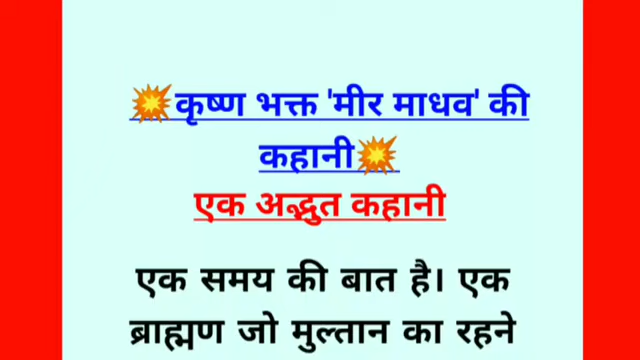 💥कृष्ण भक्त 'मीर माधव' की
कहानी💥
एक अद्भुत कहानी
एक समय की बात है। एक
ब्राह्मण जो मुल्तान का रहने